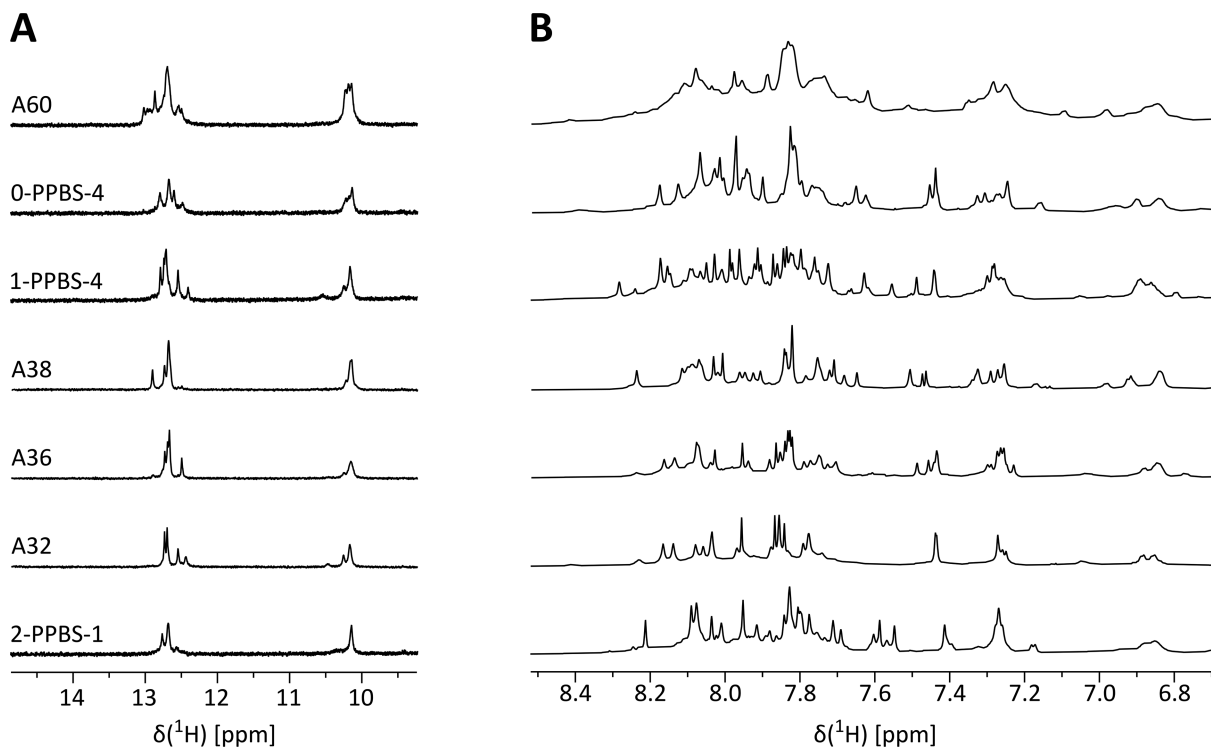 A
B
A60
0-PPBS-4
1-PPBS-4
A38
A36
A32
2-PPBS-1
14 13 12 11 10
8.4 8.2 8.0 7.8 7.6 7.4 7.2 7.0 6.8
δ(¹H) [ppm]
δ(¹H) [ppm]